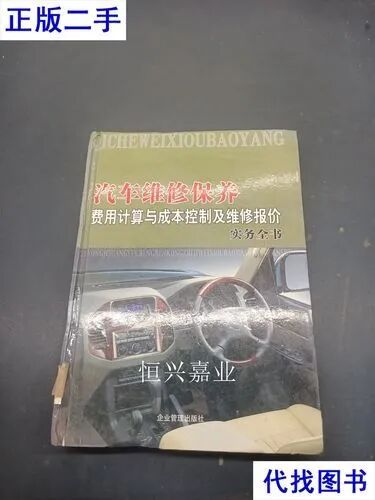 正版二手
ICHEWEIXIOUBAOYANG
汽车维修保养
费用计算与成本控制及维修报价
实务全书
恒兴嘉业
企业管理出版社
代找图书